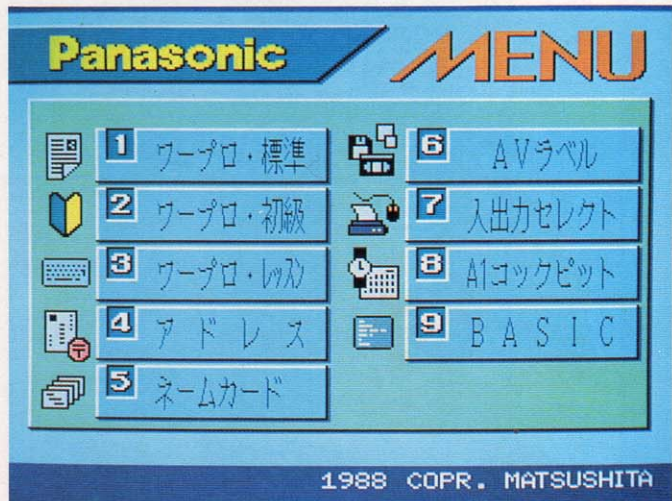 Panasonic MENU
1 ワープロ・標準
2 ワープロ・初級
3 ワープロ・レッスン
4 アドレス
5 ネームカード
6 AVラベル
7 入出力セレクト
8 A1コックピット
9 BASIC
1988 COPR. MATSUSHITA